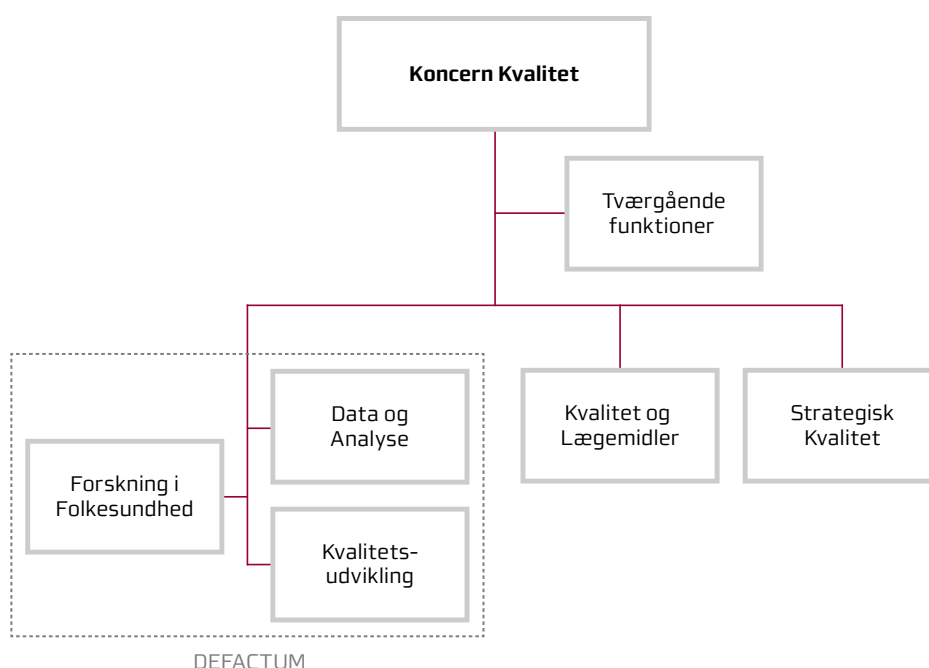 Koncern Kvalitet
Tværgående
funktioner
Data og
Analyse
Kvalitet og
Lægemidler
Strategisk
Kvalitet
Forskning i
Folkesundhed
Kvalitets-
udvikling
DEFACTUM